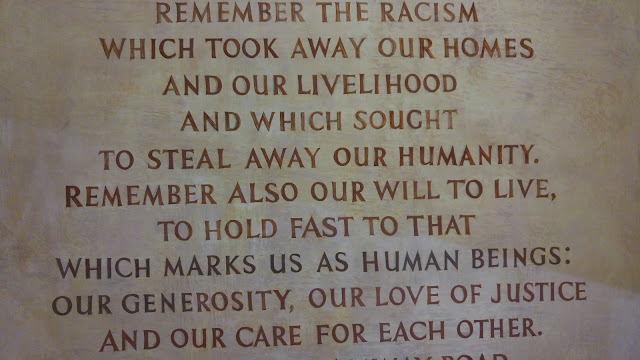 REMEMBER THE RACISM
WHICH TOOK AWAY OUR HOMES
AND OUR LIVELIHOOD
AND WHICH SOUGHT
TO STEAL AWAY OUR HUMANITY.
REMEMBER ALSO OUR WILL TO LIVE,
TO HOLD FAST TO THAT
WHICH MARKS US AS HUMAN BEINGS:
OUR GENEROSITY, OUR LOVE OF JUSTICE
AND OUR CARE FOR EACH OTHER.
ROAD